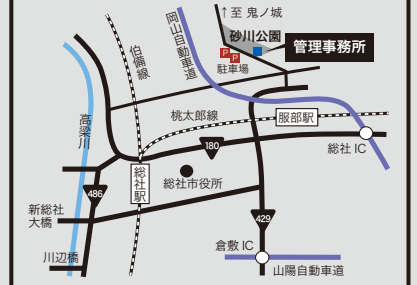 ↑至 鬼ノ城
岡山自動車道
砂川公園
管理事務所
伯備線
P
P
駐車場
桃太郎線
服部駅
高梁川
180
総社 IC
総社駅
総社市役所
486
新総社
大橋
429
倉敷 IC
川辺橋
山陽自動車道